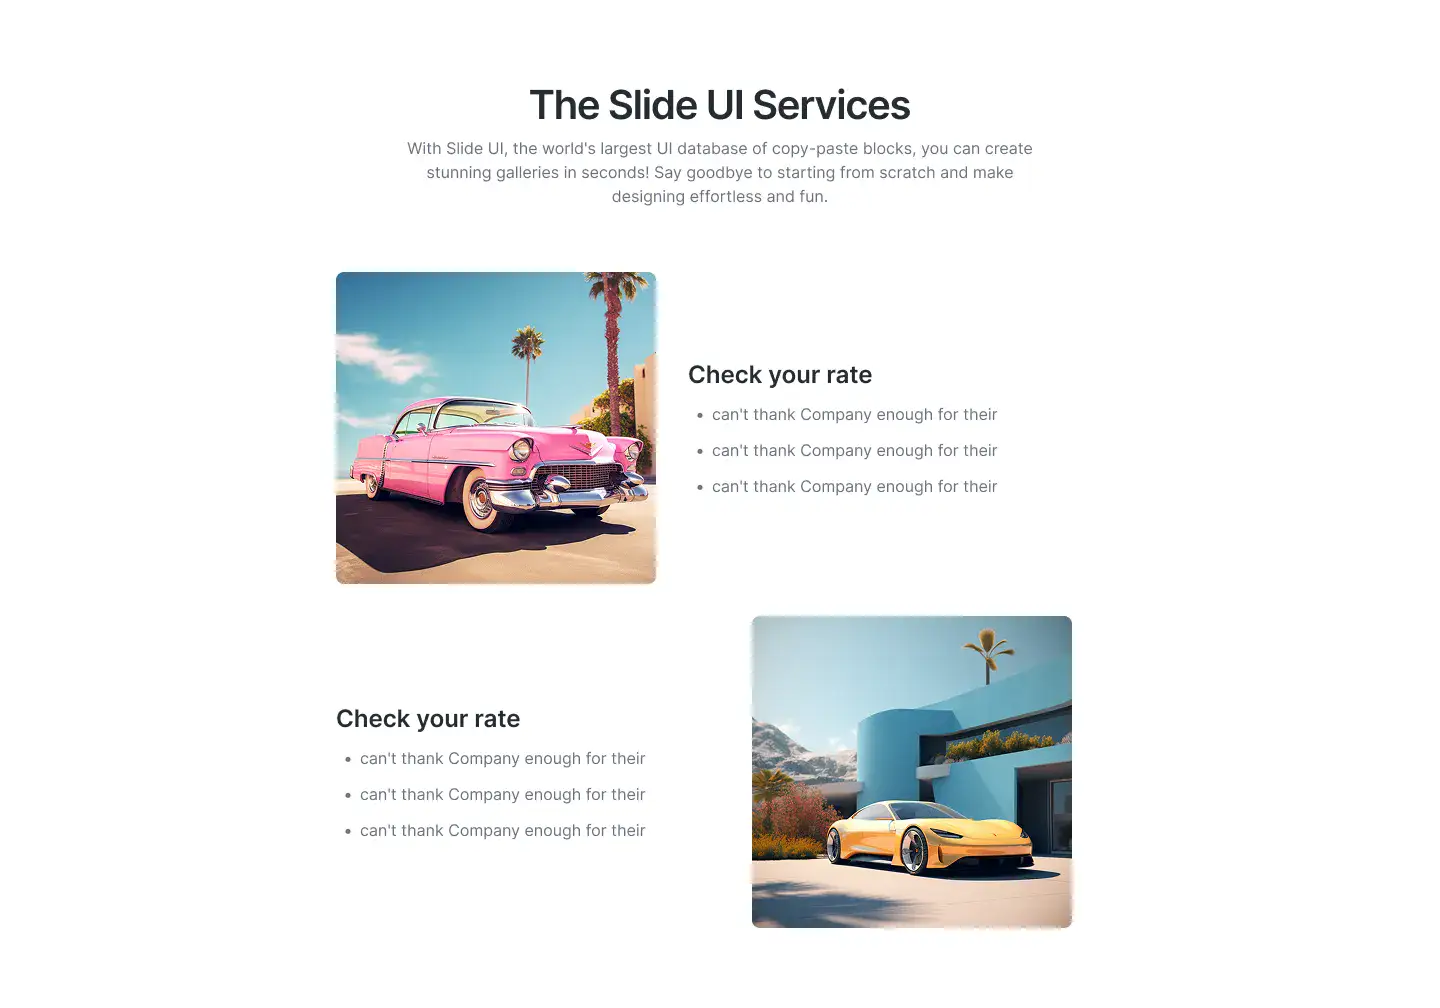 The Slide UI Services
With Slide UI, the world's largest UI database of copy-paste blocks, you can create
stunning galleries in seconds! Say goodbye to starting from scratch and make
designing effortless and fun.
Check your rate
• can't thank Company enough for their
• can't thank Company enough for their
• can't thank Company enough for their
Check your rate
• can't thank Company enough for their
• can't thank Company enough for their
• can't thank Company enough for their